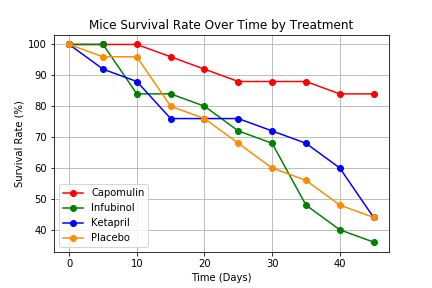 Mice Survival Rate Over Time by Treatment
100
90
80
70
60
50
40
Survival Rate (%)
Capomulin
Infubinol
Ketapril
Placebo
0 10 20 30 40
Time (Days)